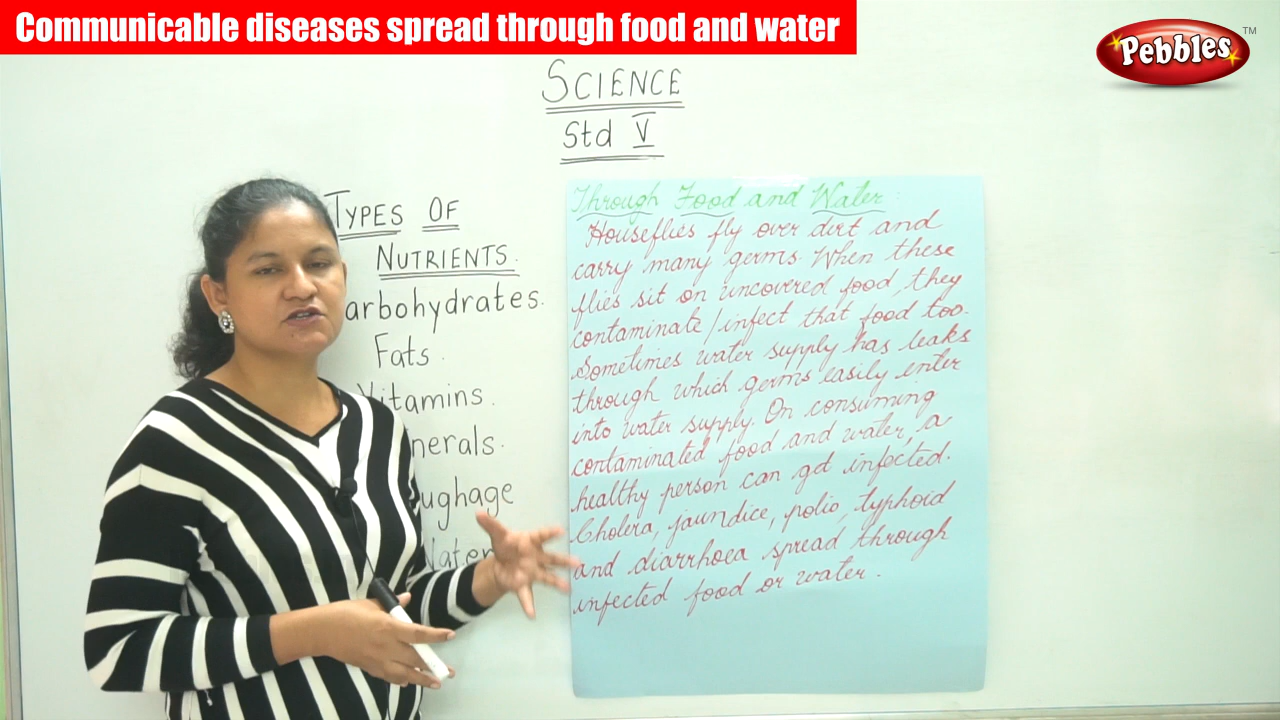 Communicable diseases spread through food and water
Pebbles TM
SCIENCE
Std V
TYPES OF
NUTRIENTS.
arbohydrates.
Fats.
Vitamins.
nerals.
ughage
Water
Through Food and Water:
Houseflies fly over dirt and
carry many germs. When these
flies sit on uncovered food, they
contaminate/infect that food too.
Sometimes water supply has leaks
through which germs easily enter
into water supply. On consuming
contaminated food and water, a
healthy person can get infected.
Cholera, jaundice, polio, typhoid
and diarrhoea spread through
infected food or water.